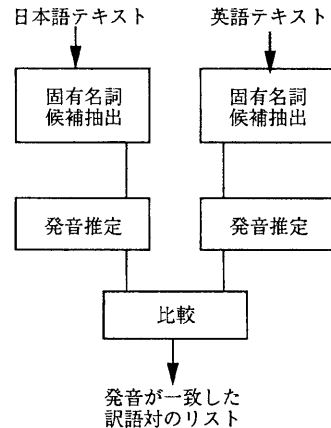 日本語テキスト
英語テキスト
固有名詞
候補抽出
固有名詞
候補抽出
発音推定
発音推定
比較
発音が一致した
訳語対のリスト